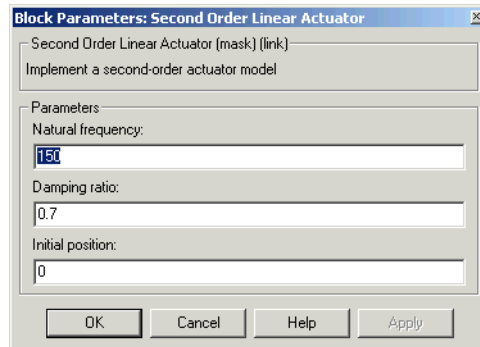 Block Parameters: Second Order Linear Actuator
Second Order Linear Actuator (mask) (link)
Implement a second-order actuator model
Parameters
Natural frequency:
150
Damping ratio:
0.7
Initial position:
0
OK Cancel Help Apply